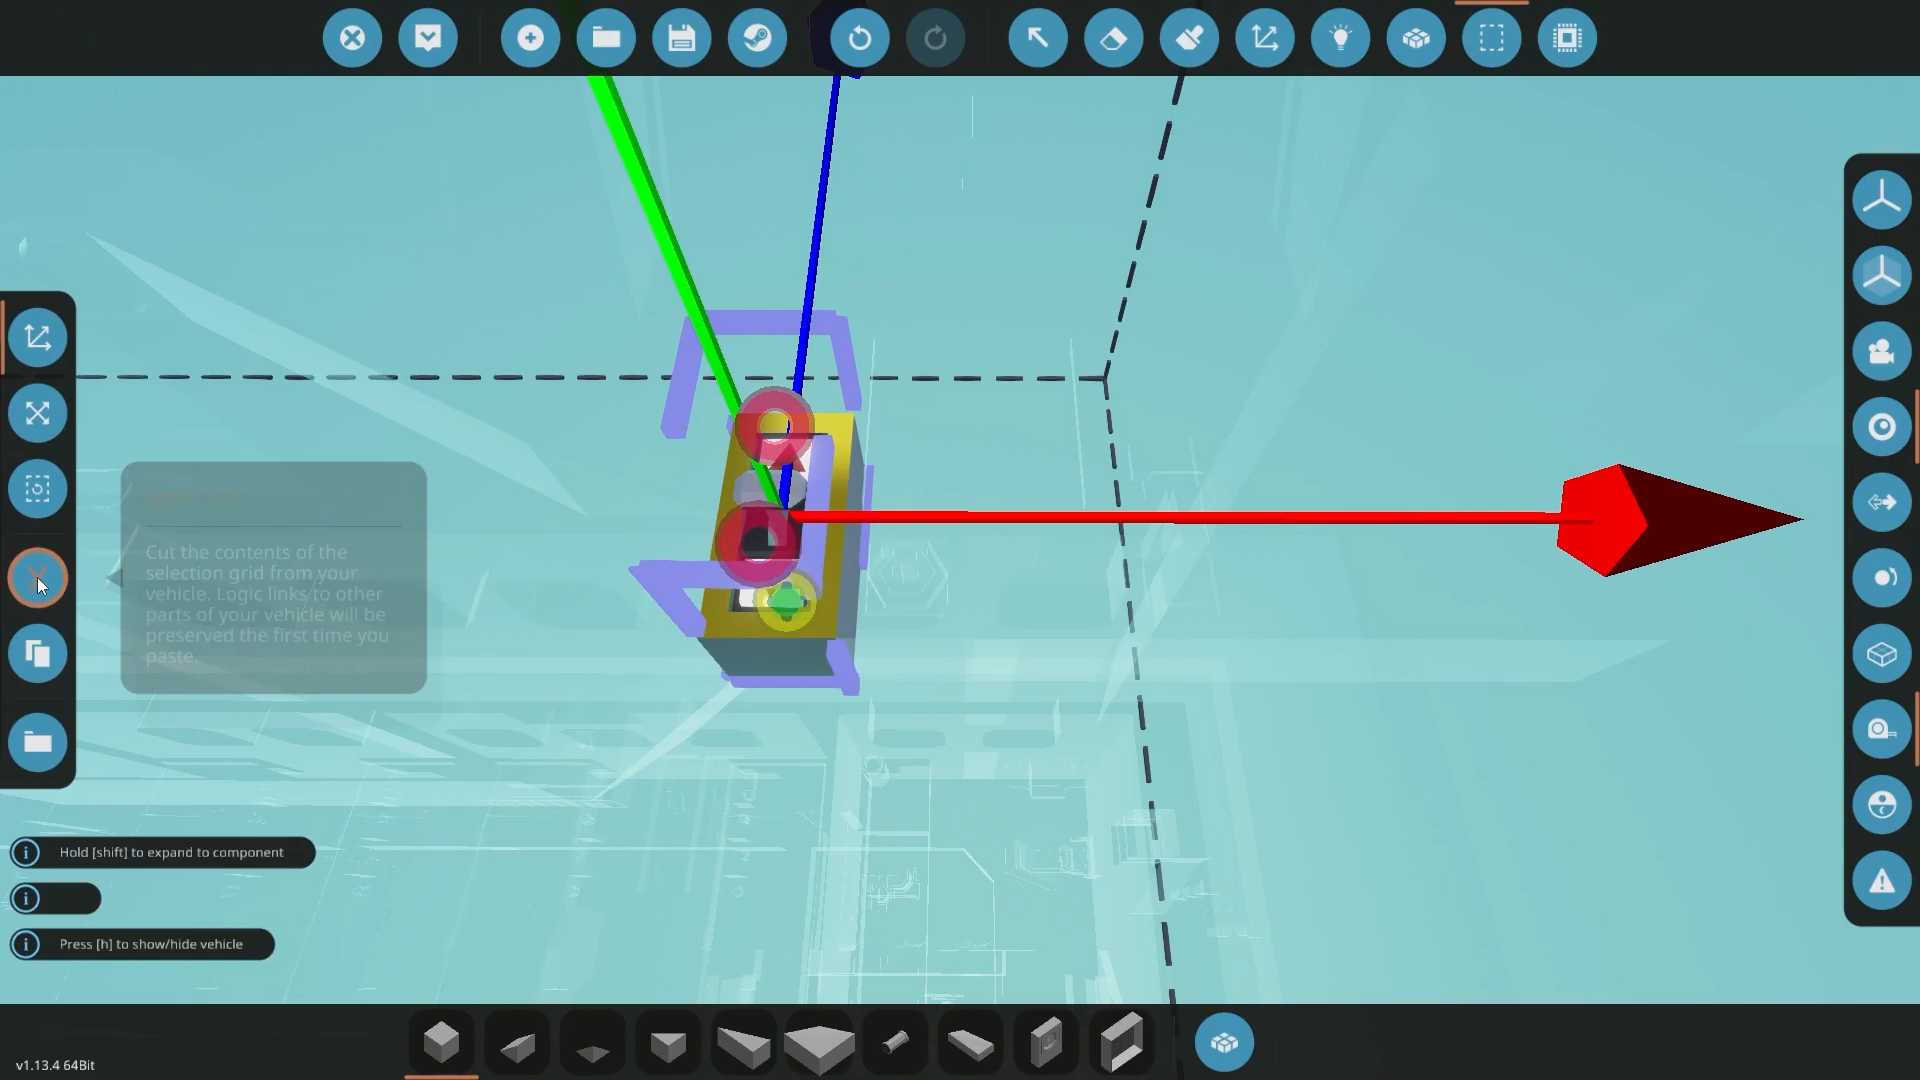 Cut the contents of the
selection grid from your
vehicle. Logic links to other
parts of your vehicle will be
preserved the first time you
paste.
Hold [shift] to expand to component
Press [h] to show/hide vehicle
v1.13.4 64Bit